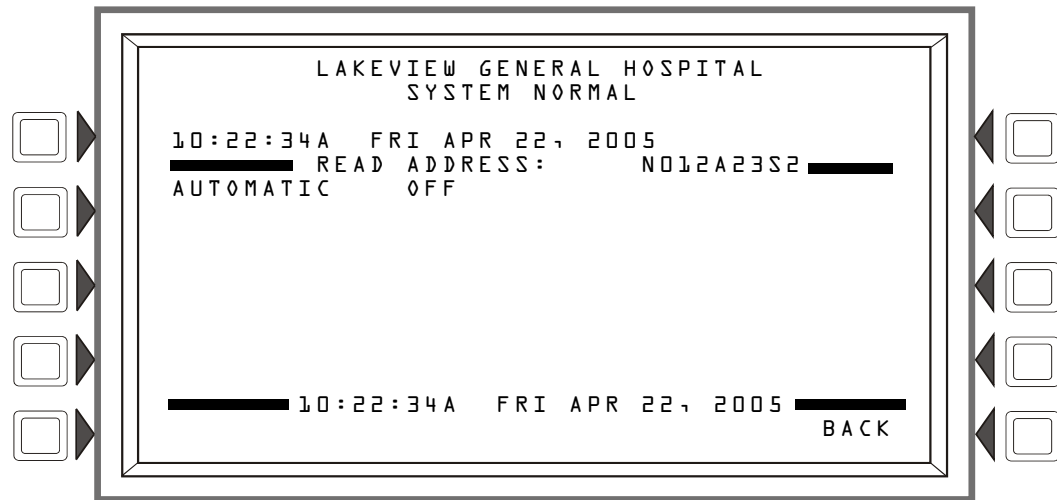 LAKEVIEW GENERAL HOSPITAL
SYSTEM NORMAL
10:22:34A FRI APR 22, 2005
READ ADDRESS: N012A23S2
AUTOMATIC OFF
10:22:34A FRI APR 22, 2005
BACK